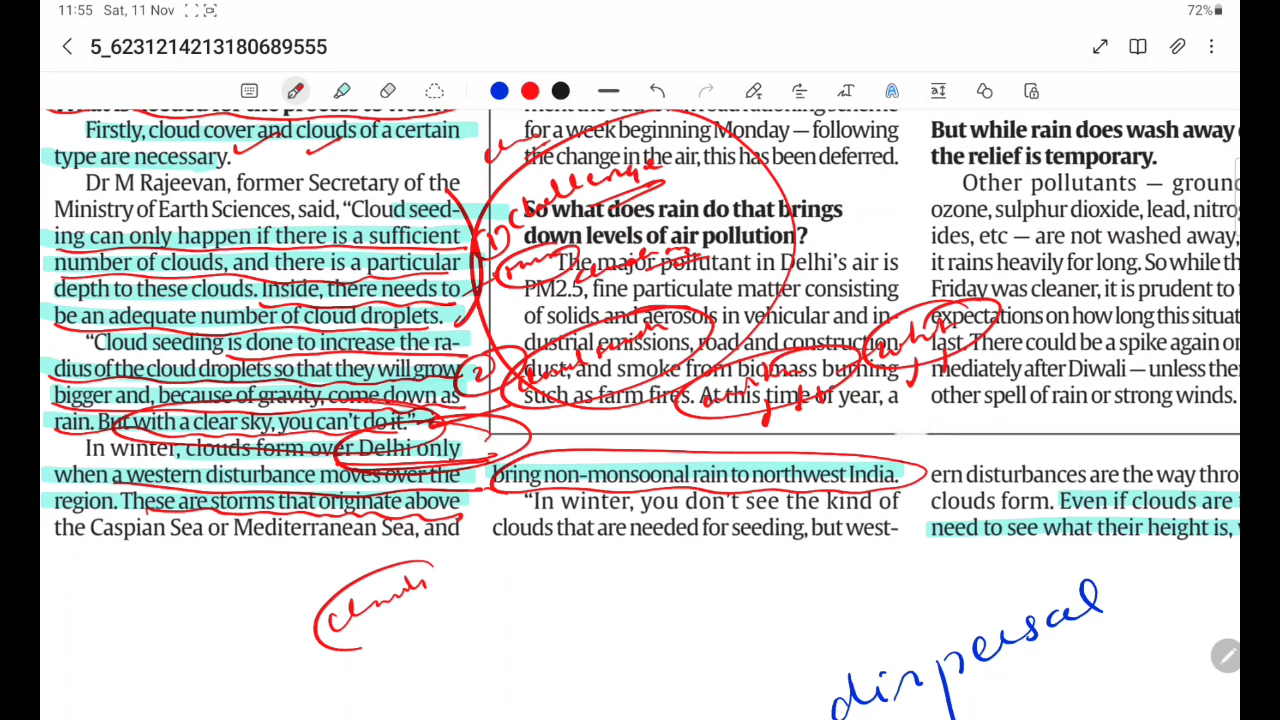 11:55 Sat, 11 Nov
72%
5_6231214213180689555
Firstly, cloud cover and clouds of a certain
type are necessary.
Dr M Rajeevan, former Secretary of the
Ministry of Earth Sciences, said, “Cloud seed-
ing can only happen if there is a sufficient
number of clouds, and there is a particular
depth to these clouds. Inside, there needs to
be an adequate number of cloud droplets.
“Cloud seeding is done to increase the ra-
dius of the cloud droplets so that they will grow
bigger and, because of gravity, come down as
rain. But with a clear sky, you can’t do it.”
In winter, clouds form over Delhi only
when a western disturbance moves over the
region. These are storms that originate above
the Caspian Sea or Mediterranean Sea, and
for a week beginning Monday — following
the change in the air, this has been deferred.
So what does rain do that brings
down levels of air pollution?
The major pollutant in Delhi’s air is
PM2.5, fine particulate matter consisting
of solids and aerosols in vehicular and in-
dustrial emissions, road and construction
dust, and smoke from biomass burning
such as farm fires. At this time of year, a
bring non-monsoonal rain to northwest India.
“In winter, you don’t see the kind of
clouds that are needed for seeding, but west-
But while rain does wash away
the relief is temporary.
Other pollutants — groun
ozone, sulphur dioxide, lead, nitro
ides, etc — are not washed away,
it rains heavily for long. So while th
Friday was cleaner, it is prudent to
expectations on how long this situat
last. There could be a spike again or
mediately after Diwali — unless the
other spell of rain or strong winds.
ern disturbances are the way thro
clouds form. Even if clouds are
need to see what their height is,
1) Challenge
2)
clouds
dispersal